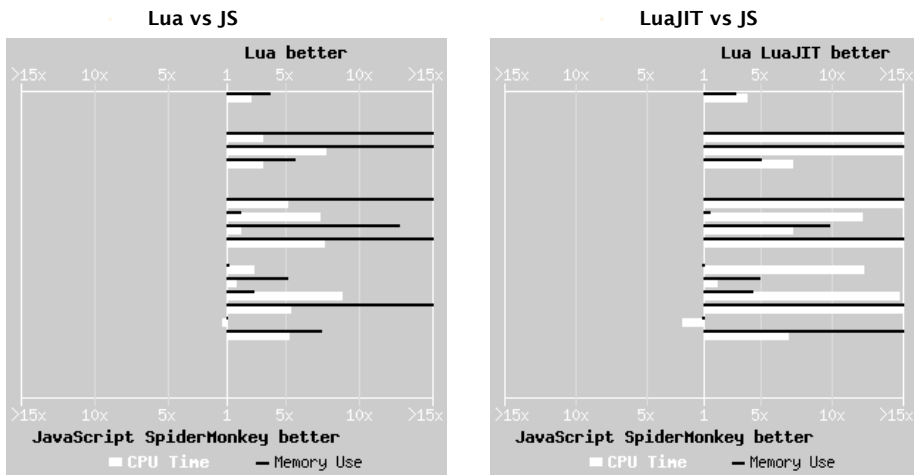 Lua vs JS
Lua better
>15x 10x 5x 1 5x 10x >15x
>15x 10x 5x 1 5x 10x >15x
JavaScript SpiderMonkey better
CPU Time Memory Use
LuaJIT vs JS
Lua LuaJIT better
>15x 10x 5x 1 5x 10x >15x
>15x 10x 5x 1 5x 10x >15x
JavaScript SpiderMonkey better
CPU Time Memory Use